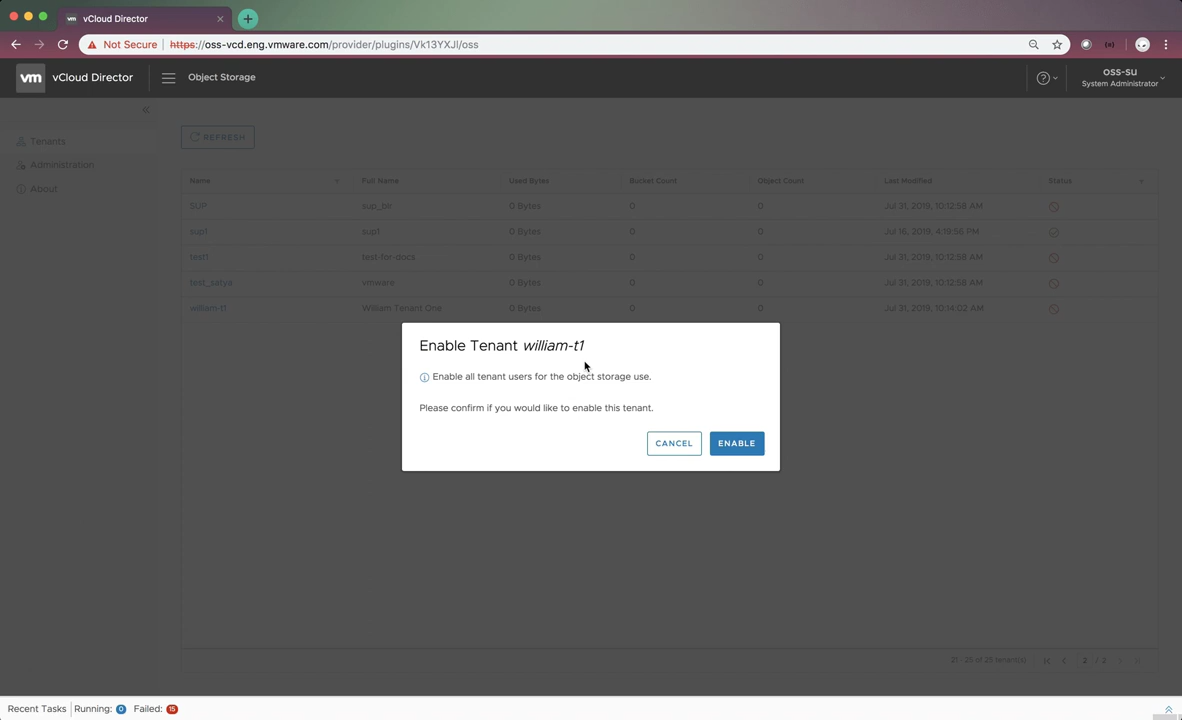 vm vCloud Director
Not Secure | https://oss-vcd.eng.vmware.com/provider/plugins/Vk13YXJl/oss
vm vCloud Director Object Storage oss-su
System Administrator
Tenants
Administration
About
REFRESH
Name Full Name Used Bytes Bucket Count Object Count Last Modified Status
SUP sup_blr 0 Bytes 0 0 Jul 31, 2019, 10:12:58 AM
sup1 sup1 0 Bytes 0 0 Jul 16, 2019, 4:19:56 PM
test1 test-for-docs 0 Bytes 0 0 Jul 31, 2019, 10:12:58 AM
test_satya vmware 0 Bytes 0 0 Jul 31, 2019, 10:12:58 AM
william-t1 William Tenant One 0 Bytes 0 0 Jul 31, 2019, 10:14:02 AM
Enable Tenant william-t1
Enable all tenant users for the object storage use.
Please confirm if you would like to enable this tenant.
CANCEL ENABLE
21 - 25 of 25 tenant(s) 2 / 2
Recent Tasks Running: 0 Failed: 15